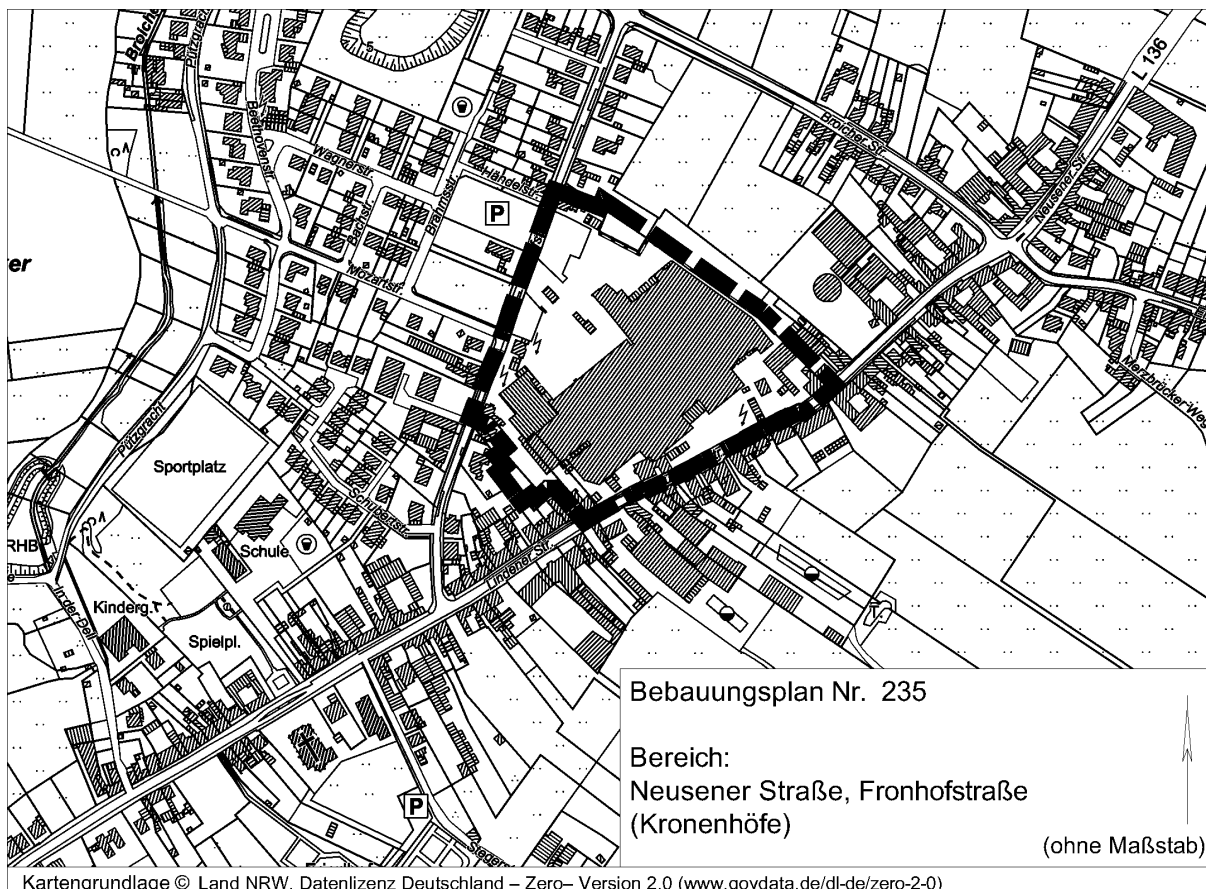 Broicher Str.
L 136
Neusener Str.
Merzbrücker Weg
Beethovenstr.
Wagnerstr.
Bachstr.
Brahmsstr.
Händelstr.
Mozartstr.
P
Pützgracht
Pützgracht
Sportplatz
Schule
Schubertstr.
Lindener Str.
RHB
In der Dell
Kinderg.
Spielpl.
P
Bebauungsplan Nr. 235
Bereich:
Neusener Straße, Fronhofstraße
(Kronenhöfe)
(ohne Maßstab)
Kartengrundlage © Land NRW, Datenlizenz Deutschland – Zero– Version 2.0 (www.govdata.de/dl-de/zero-2-0)